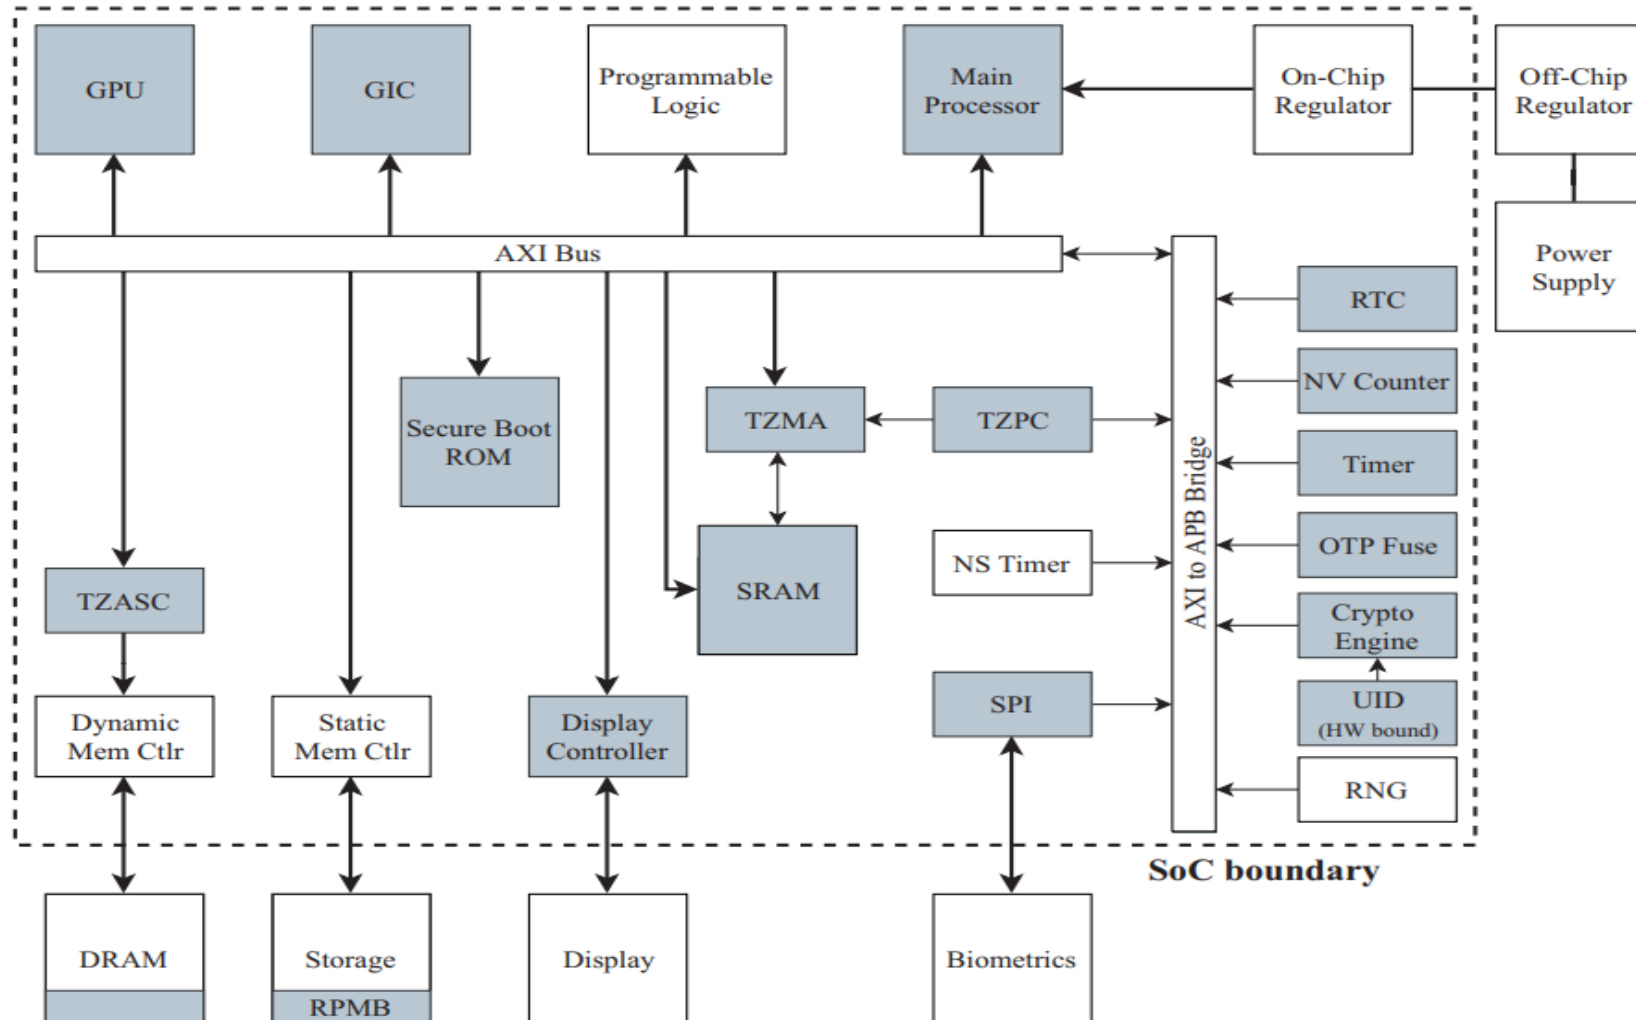 GPU
GIC
Programmable
Logic
Main
Processor
On-Chip
Regulator
Off-Chip
Regulator
AXI Bus
Power
Supply
RTC
NV Counter
Secure Boot
ROM
TZMA
TZPC
Timer
AXI to APB Bridge
OTP Fuse
NS Timer
SRAM
TZASC
Crypto
Engine
SPI
UID
(HW bound)
Dynamic
Mem Ctlr
Static
Mem Ctlr
Display
Controller
RNG
SoC boundary
DRAM
Storage
RPMB
Display
Biometrics